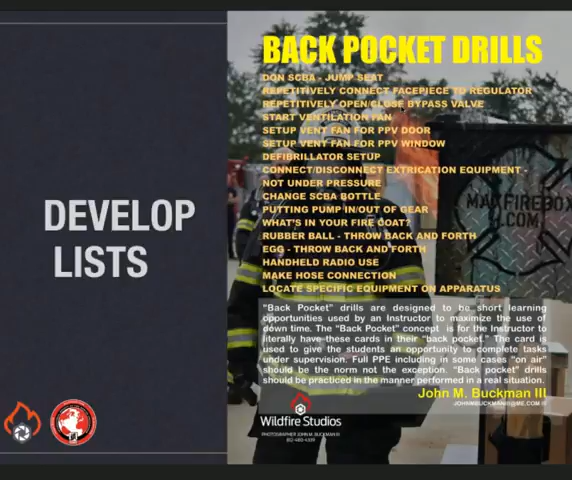 DEVELOP
LISTS
BACK POCKET DRILLS
DON SCBA - JUMP SEAT
REPETITIVELY CONNECT FACEPIECE TO REGULATOR
REPETITIVELY OPEN/CLOSE BYPASS VALVE
START VENTILATION FAN
SETUP VENT FAN FOR PPV DOOR
SETUP VENT FAN FOR PPV WINDOW
DEFIBRILLATOR SETUP
CONNECT/DISCONNECT EXTRICATION EQUIPMENT -
NOT UNDER PRESSURE
CHANGE SCBA BOTTLE
PUTTING PUMP IN/OUT OF GEAR
WHAT'S IN YOUR FIRE COAT?
RUBBER BALL - THROW BACK AND FORTH
EGG - THROW BACK AND FORTH
HANDHELD RADIO USE
MAKE HOSE CONNECTION
LOCATE SPECIFIC EQUIPMENT ON APPARATUS
MAXFIREBOX
.COM
"Back Pocket" drills are designed to be short learning
opportunities used by an Instructor to maximize the use of
down time. The "Back Pocket" concept is for the Instructor to
literally have these cards in their "back pocket." The card is
used to give the students an opportunity to complete tasks
under supervision. Full PPE including in some cases "on air"
should be the norm not the exception. "Back pocket" drills
should be practiced in the manner performed in a real situation.
John M. Buckman III
Wildfire Studios
PHOTOGRAPHER JOHN M. BUCKMAN III